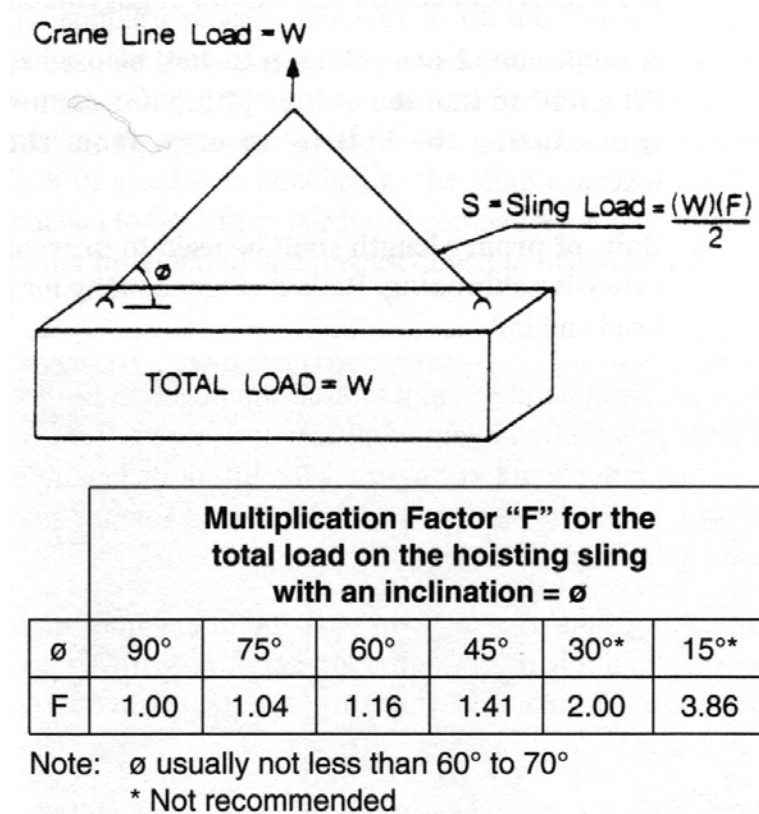 Crane Line Load = W
S = Sling Load = (W)(F)
2
ø
TOTAL LOAD = W
Multiplication Factor "F" for the
total load on the hoisting sling
with an inclination = ø
ø 90° 75° 60° 45° 30°* 15°*
F 1.00 1.04 1.16 1.41 2.00 3.86
Note: ø usually not less than 60° to 70°
* Not recommended